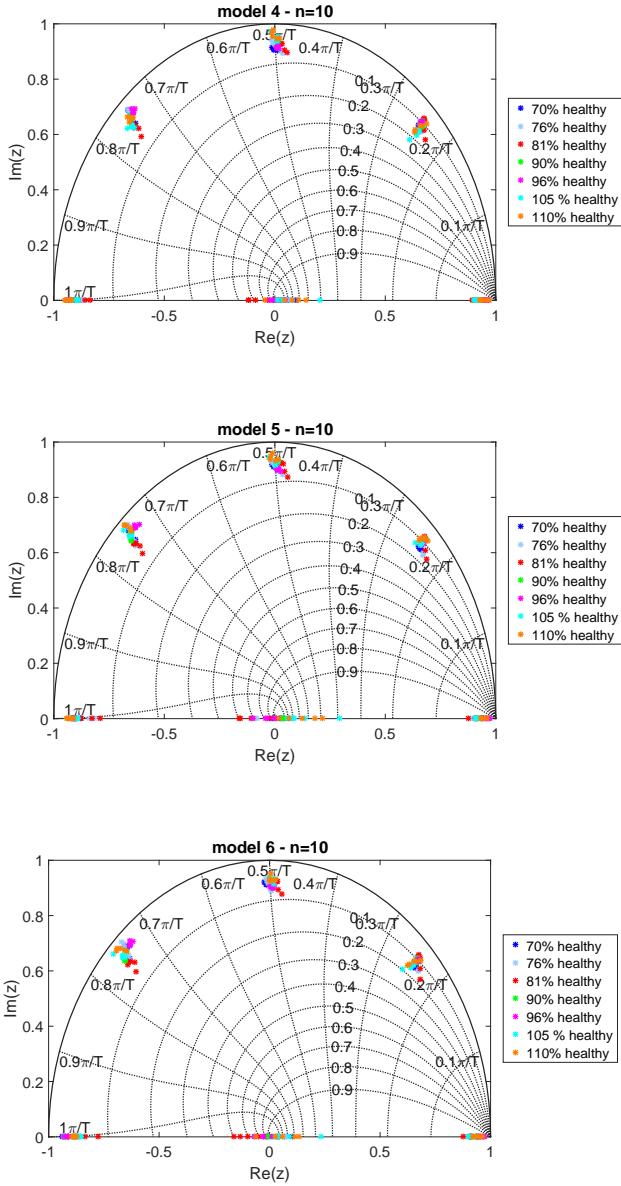 model 4 - n=10
Im(z)
1
0.8
0.6
0.4
0.2
0
0.5π/T
0.6π/T
0.4π/T
0.7π/T
0.3π/T
0.8π/T
0.2π/T
0.9π/T
0.1π/T
1π/T
0.1
0.2
0.3
0.4
0.5
0.6
0.7
0.8
0.9
-1
-0.5
0
0.5
1
Re(z)
70% healthy
76% healthy
81% healthy
90% healthy
96% healthy
105 % healthy
110% healthy
model 5 - n=10
Im(z)
1
0.8
0.6
0.4
0.2
0
0.5π/T
0.6π/T
0.4π/T
0.7π/T
0.3π/T
0.8π/T
0.2π/T
0.9π/T
0.1π/T
1π/T
0.1
0.2
0.3
0.4
0.5
0.6
0.7
0.8
0.9
-1
-0.5
0
0.5
1
Re(z)
70% healthy
76% healthy
81% healthy
90% healthy
96% healthy
105 % healthy
110% healthy
model 6 - n=10
Im(z)
1
0.8
0.6
0.4
0.2
0
0.5π/T
0.6π/T
0.4π/T
0.7π/T
0.3π/T
0.8π/T
0.2π/T
0.9π/T
0.1π/T
1π/T
0.1
0.2
0.3
0.4
0.5
0.6
0.7
0.8
0.9
-1
-0.5
0
0.5
1
Re(z)
70% healthy
76% healthy
81% healthy
90% healthy
96% healthy
105 % healthy
110% healthy